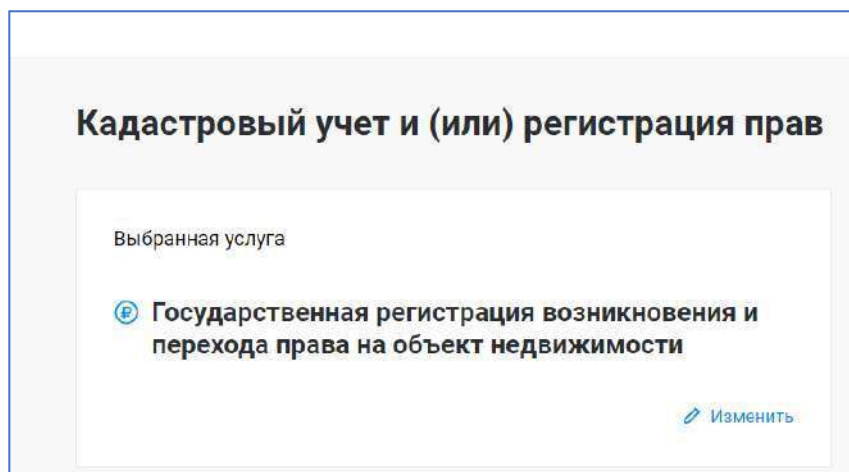 Кадастровый учет и (или) регистрация прав
Выбранная услуга
Государственная регистрация возникновения и
перехода права на объект недвижимости
Изменить